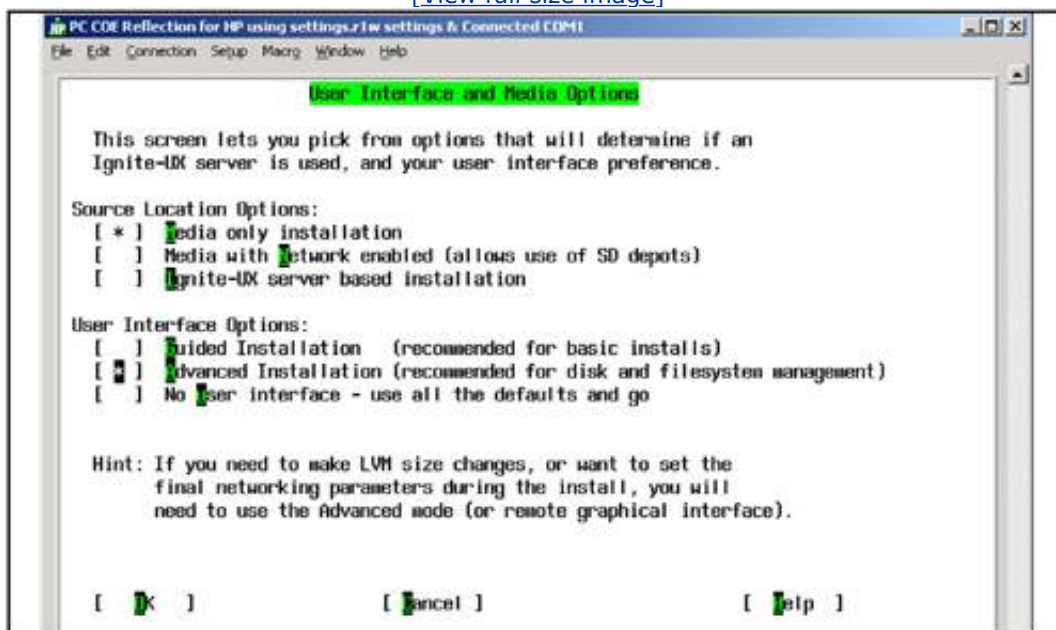 [View full size image]
PC COE Reflection for HP using settings.r1w settings & Connected COM1
File Edit Connection Setup Macro Window Help
User Interface and Media Options
This screen lets you pick from options that will determine if an
Ignite-UX server is used, and your user interface preference.
Source Location Options:
[ * ] Media only installation
[   ] Media with Network enabled (allows use of SD depots)
[   ] Ignite-UX server based installation
User Interface Options:
[   ] Guided Installation (recommended for basic installs)
[ * ] Advanced Installation (recommended for disk and filesystem management)
[   ] No User interface - use all the defaults and go
Hint: If you need to make LVM size changes, or want to set the
final networking parameters during the install, you will
need to use the Advanced mode (or remote graphical interface).
[ OK ] [ Cancel ] [ Help ]